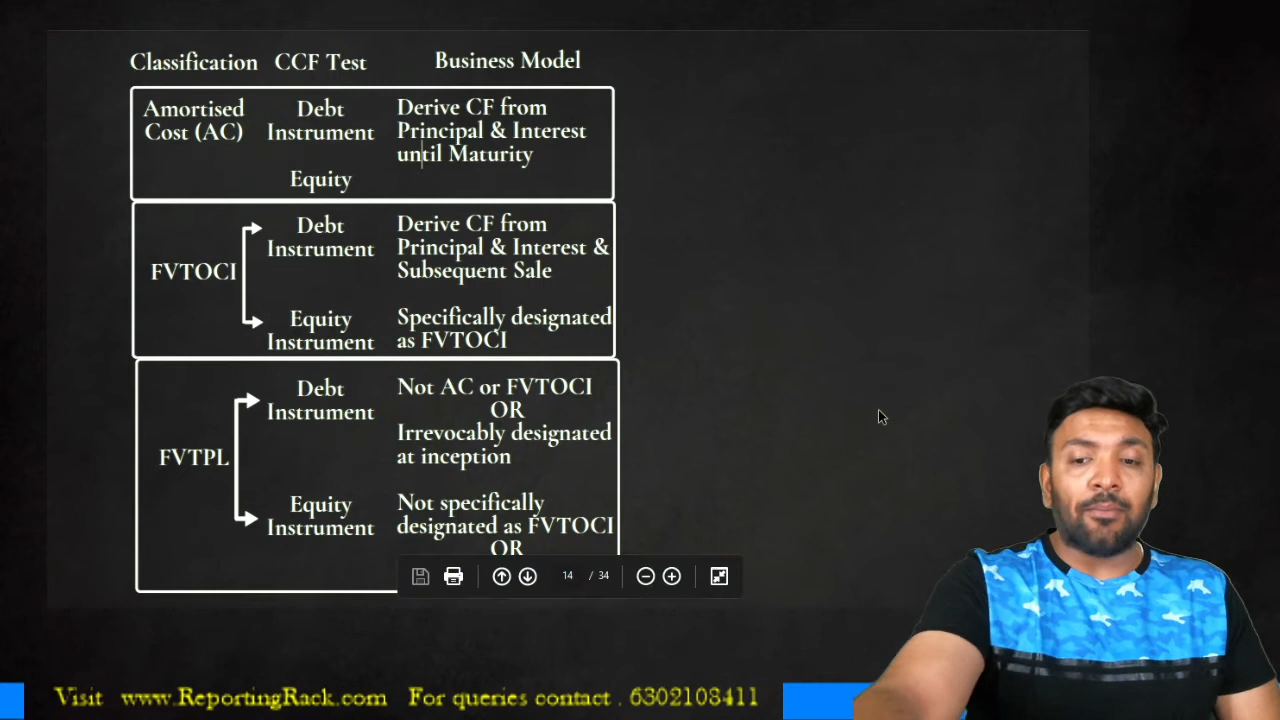 Classification CCF Test Business Model
Amortised Debt Derive CF from
Cost (AC) Instrument Principal & Interest
until Maturity
Equity
Debt Derive CF from
Instrument Principal & Interest &
FVTOCI Subsequent Sale
Equity Specifically designated
Instrument as FVTOCI
Debt Not AC or FVTOCI
Instrument OR
Irrevocably designated
FVTPL at inception
Equity Not specifically
Instrument designated as FVTOCI
OR
14 / 34
Visit www.ReportingRack.com For queries contact . 6302108411